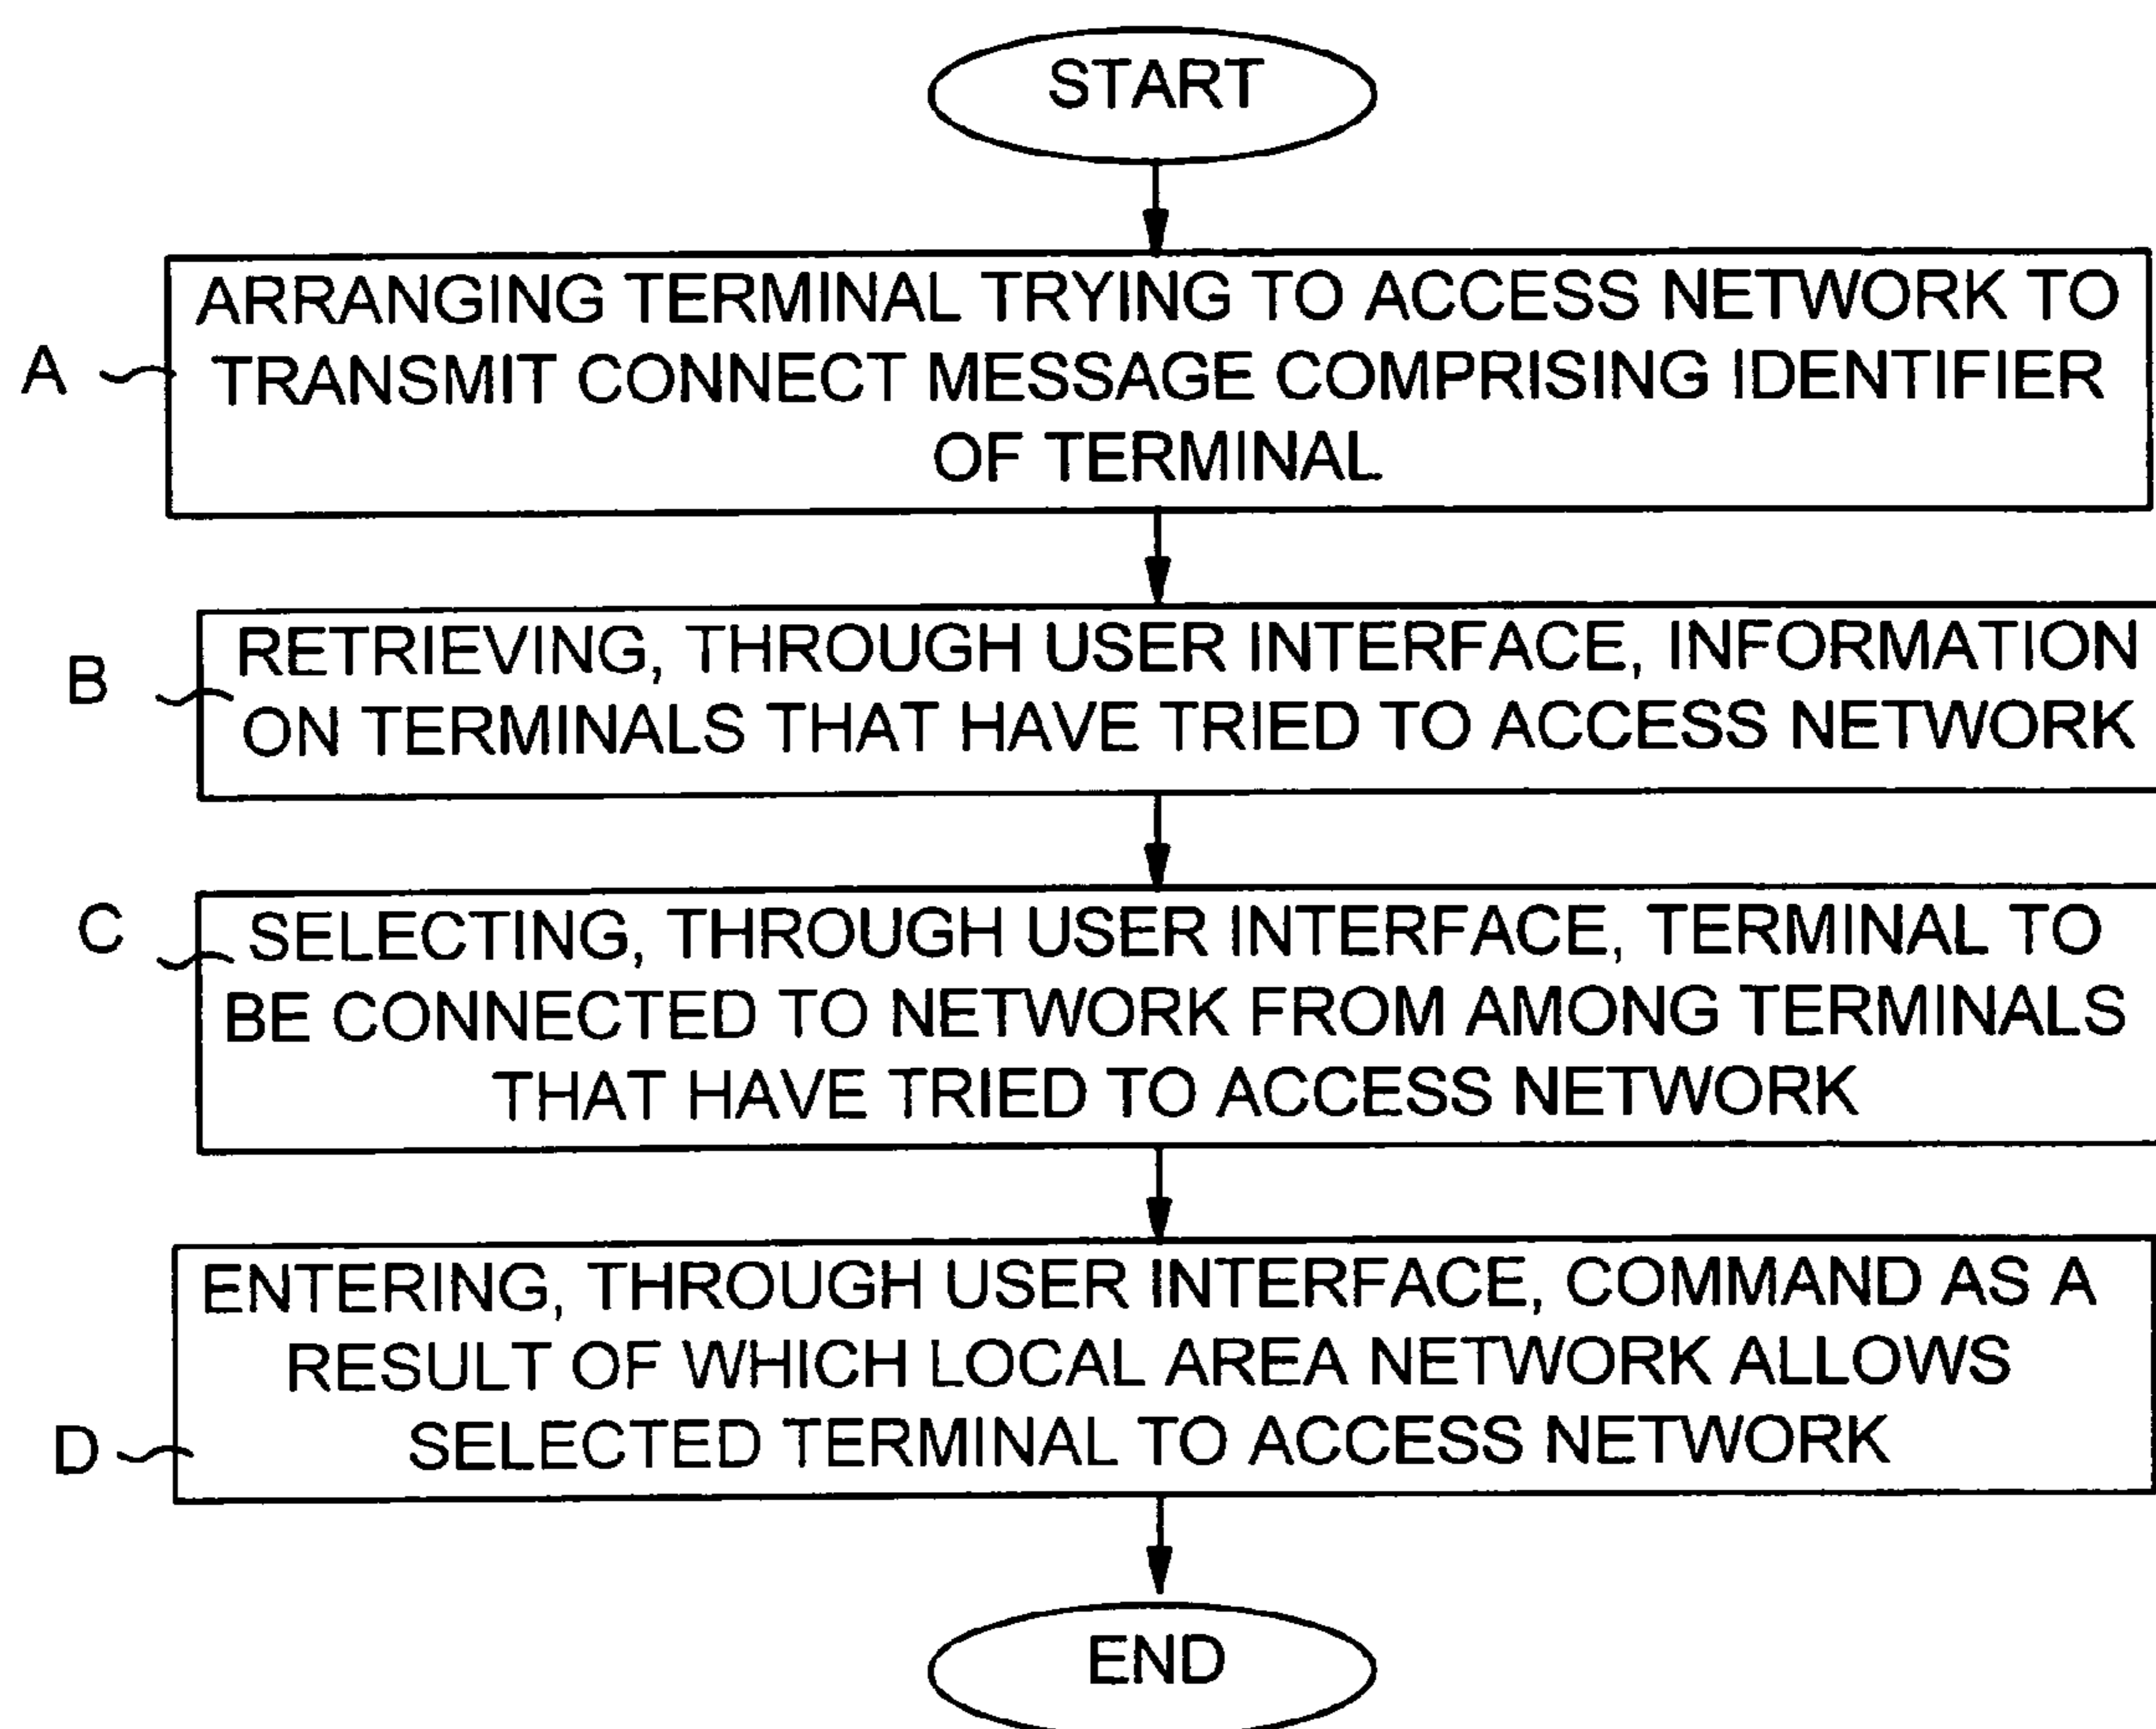 START
ARRANGING TERMINAL TRYING TO ACCESS NETWORK TO
A
TRANSMIT CONNECT MESSAGE COMPRISING IDENTIFIER
OF TERMINAL
RETRIEVING, THROUGH USER INTERFACE, INFORMATION
B
ON TERMINALS THAT HAVE TRIED TO ACCESS NETWORK
C
SELECTING, THROUGH USER INTERFACE, TERMINAL TO
BE CONNECTED TO NETWORK FROM AMONG TERMINALS
THAT HAVE TRIED TO ACCESS NETWORK
ENTERING, THROUGH USER INTERFACE, COMMAND AS A
RESULT OF WHICH LOCAL AREA NETWORK ALLOWS
SELECTED TERMINAL TO ACCESS NETWORK
D
END